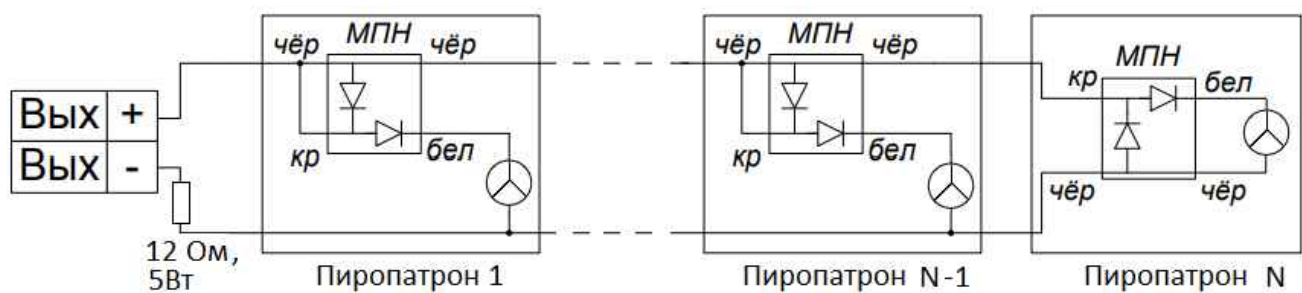 МПН
чёр
чёр
кр
бел
МПН
чёр
чёр
кр
бел
МПН
кр
бел
чёр
чёр
Вых +
Вых -
12 Ом,
5Вт
Пиропатрон 1
Пиропатрон N-1
Пиропатрон N